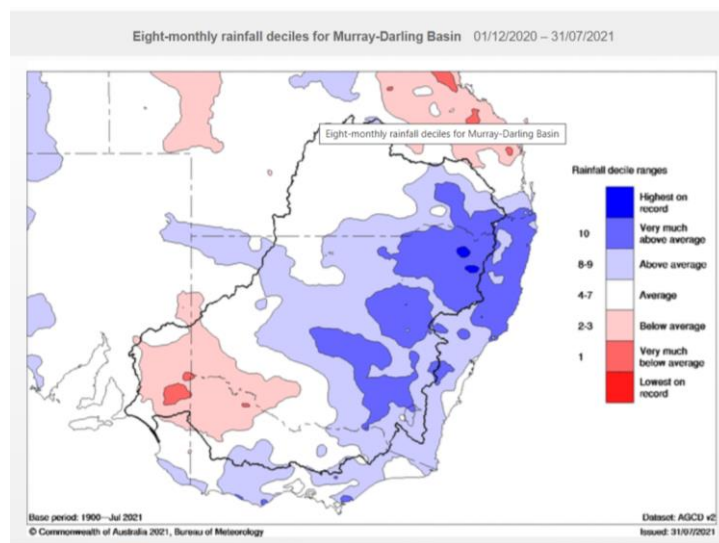 Eight-monthly rainfall deciles for Murray-Darling Basin 01/12/2020 – 31/07/2021
Eight-monthly rainfall deciles for Murray-Darling Basin
Rainfall decile ranges
Highest on
record
10 Very much
above average
8-9 Above average
4-7 Average
2-3 Below average
1 Very much
below average
Lowest on
record
Base period: 1900—Jul 2021 Dataset: AGCD v2
© Commonwealth of Australia 2021, Bureau of Meteorology Issued: 31/07/2021